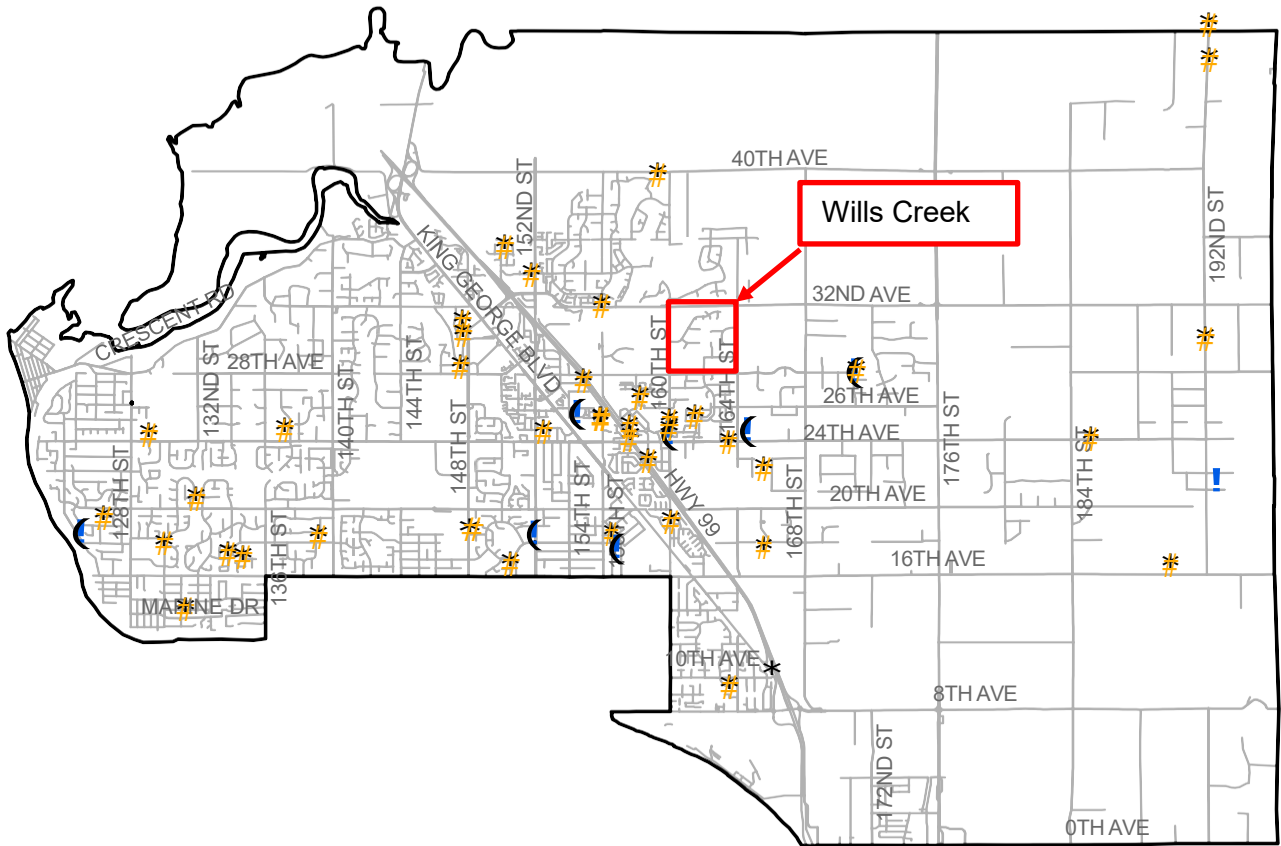 40TH AVE
Wills Creek
152ND ST
192ND ST
KING GEORGE BLVD
CRESCENT RD
32ND AVE
160TH ST
164TH ST
28TH AVE
132ND ST
144TH ST
140TH ST
26TH AVE
176TH ST
24TH AVE
148TH ST
128TH ST
154TH ST
HWY 99
20TH AVE
184TH ST
168TH ST
136TH ST
16TH AVE
MARINE DR
10TH AVE
8TH AVE
172ND ST
0TH AVE